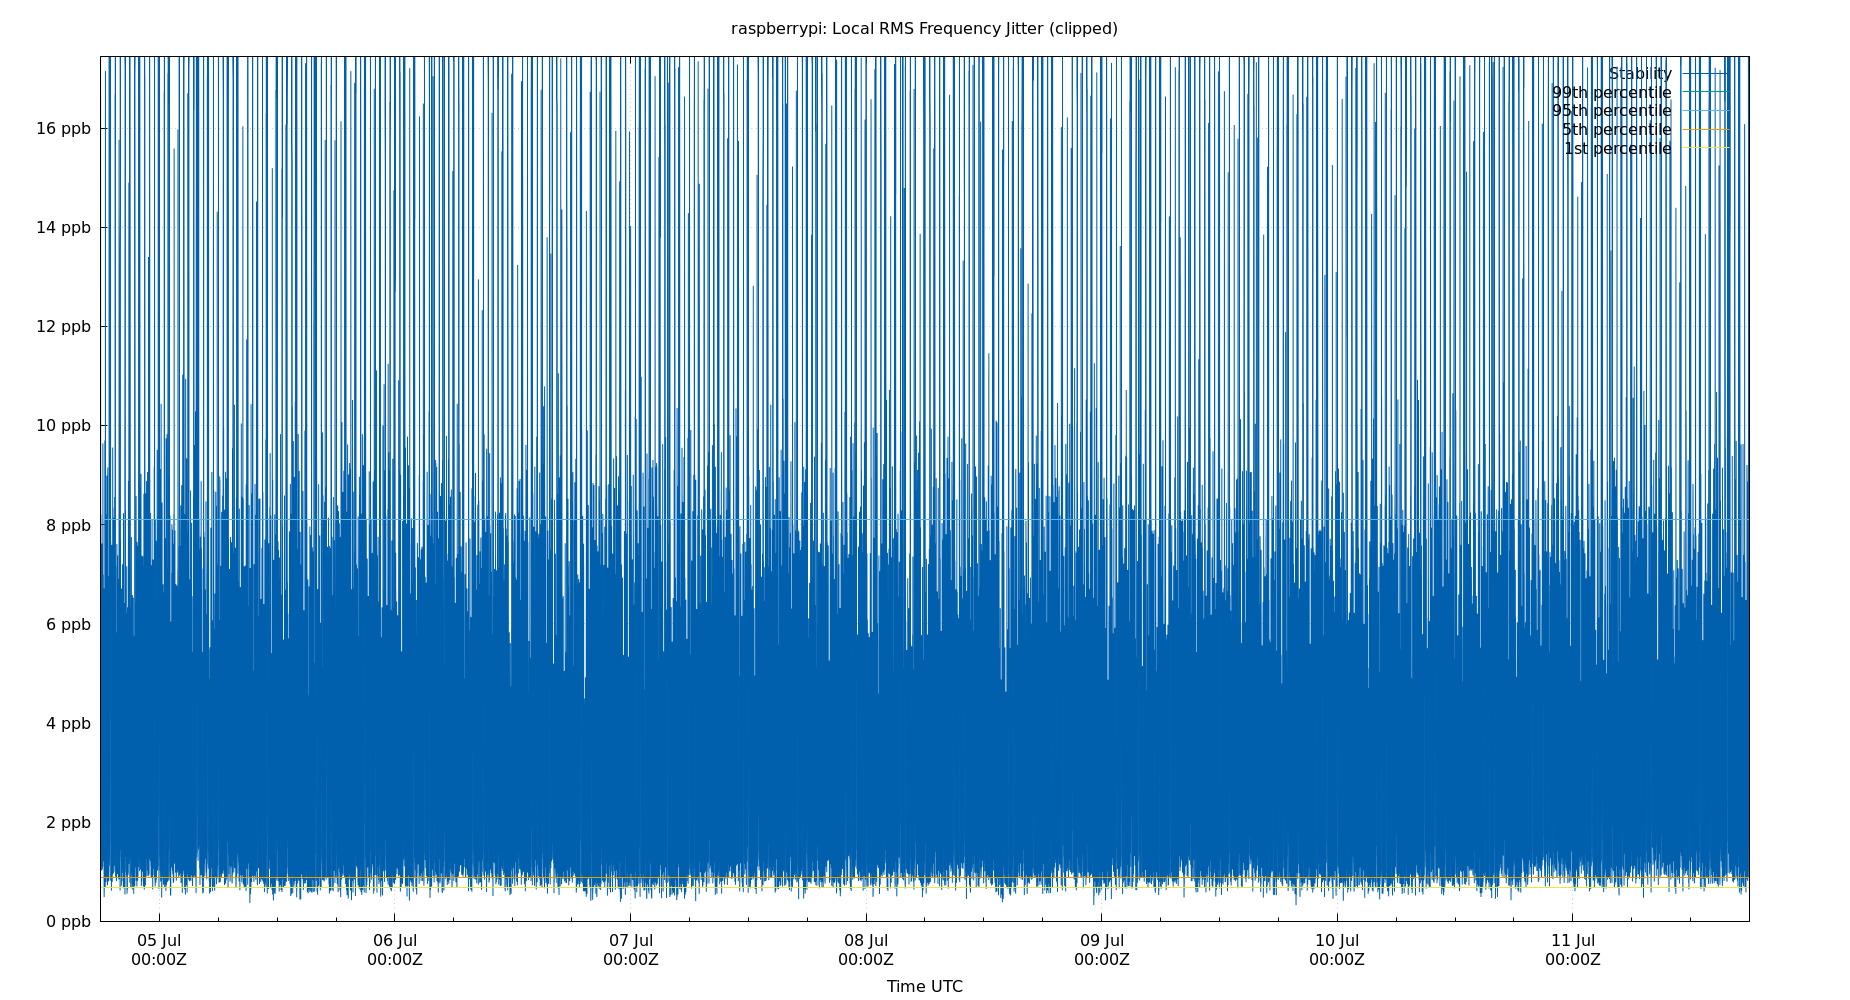 raspberrypi: Local RMS Frequency Jitter (clipped)
Stability
99th percentile
95th percentile
5th percentile
1st percentile
16 ppb
14 ppb
12 ppb
10 ppb
8 ppb
6 ppb
4 ppb
2 ppb
0 ppb
05 Jul 06 Jul 07 Jul 08 Jul 09 Jul 10 Jul 11 Jul
00:00Z 00:00Z 00:00Z 00:00Z 00:00Z 00:00Z 00:00Z
Time UTC